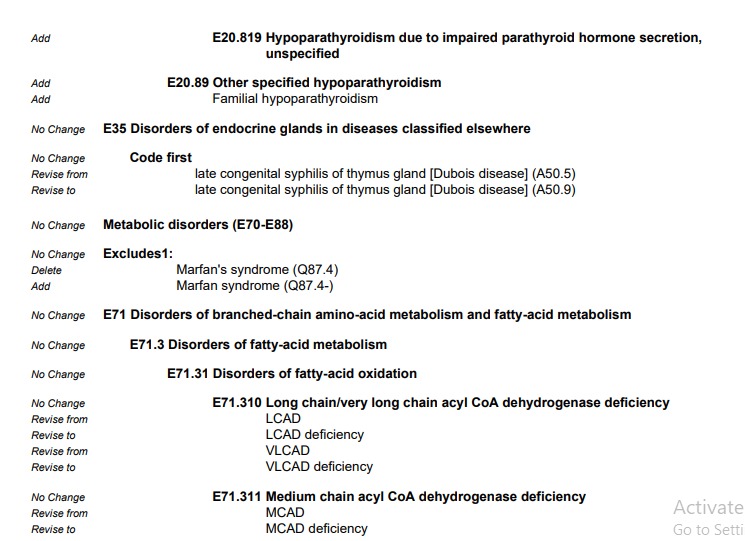 Add E20.819 Hypoparathyroidism due to impaired parathyroid hormone secretion,
unspecified
Add E20.89 Other specified hypoparathyroidism
Add Familial hypoparathyroidism
No Change E35 Disorders of endocrine glands in diseases classified elsewhere
No Change Code first
Revise from late congenital syphilis of thymus gland [Dubois disease] (A50.5)
Revise to late congenital syphilis of thymus gland [Dubois disease] (A50.9)
No Change Metabolic disorders (E70-E88)
No Change Excludes1:
Delete Marfan's syndrome (Q87.4)
Add Marfan syndrome (Q87.4-)
No Change E71 Disorders of branched-chain amino-acid metabolism and fatty-acid metabolism
No Change E71.3 Disorders of fatty-acid metabolism
No Change E71.31 Disorders of fatty-acid oxidation
No Change E71.310 Long chain/very long chain acyl CoA dehydrogenase deficiency
Revise from LCAD
Revise to LCAD deficiency
Revise from VLCAD
Revise to VLCAD deficiency
No Change E71.311 Medium chain acyl CoA dehydrogenase deficiency
Revise from MCAD
Revise to MCAD deficiency
Activate
Go to Setti